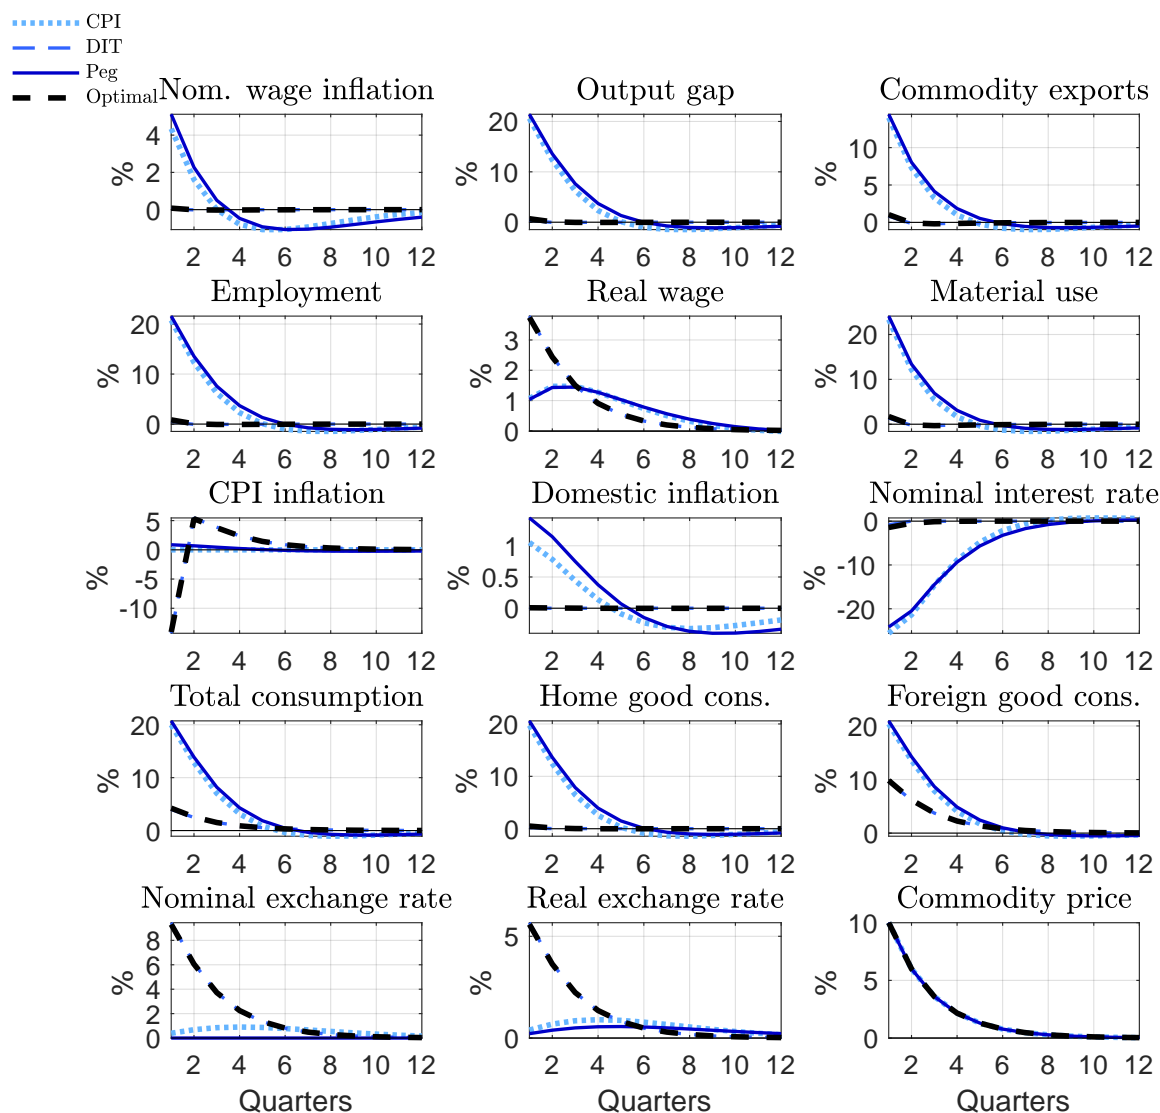 CPI
DIT
Peg
Optimal
Nom. wage inflation
Output gap
Commodity exports
%
4
2
0
2 4 6 8 10 12
%
20
10
0
2 4 6 8 10 12
%
10
5
0
2 4 6 8 10 12
Employment
Real wage
Material use
%
20
10
0
2 4 6 8 10 12
%
3
2
1
0
2 4 6 8 10 12
%
20
10
0
2 4 6 8 10 12
CPI inflation
Domestic inflation
Nominal interest rate
%
5
0
-5
-10
2 4 6 8 10 12
%
1
0.5
0
2 4 6 8 10 12
%
0
-10
-20
2 4 6 8 10 12
Total consumption
Home good cons.
Foreign good cons.
%
20
10
0
2 4 6 8 10 12
%
20
10
0
2 4 6 8 10 12
%
20
10
0
2 4 6 8 10 12
Nominal exchange rate
Real exchange rate
Commodity price
%
8
6
4
2
0
2 4 6 8 10 12
Quarters
%
5
0
2 4 6 8 10 12
Quarters
%
10
5
0
2 4 6 8 10 12
Quarters